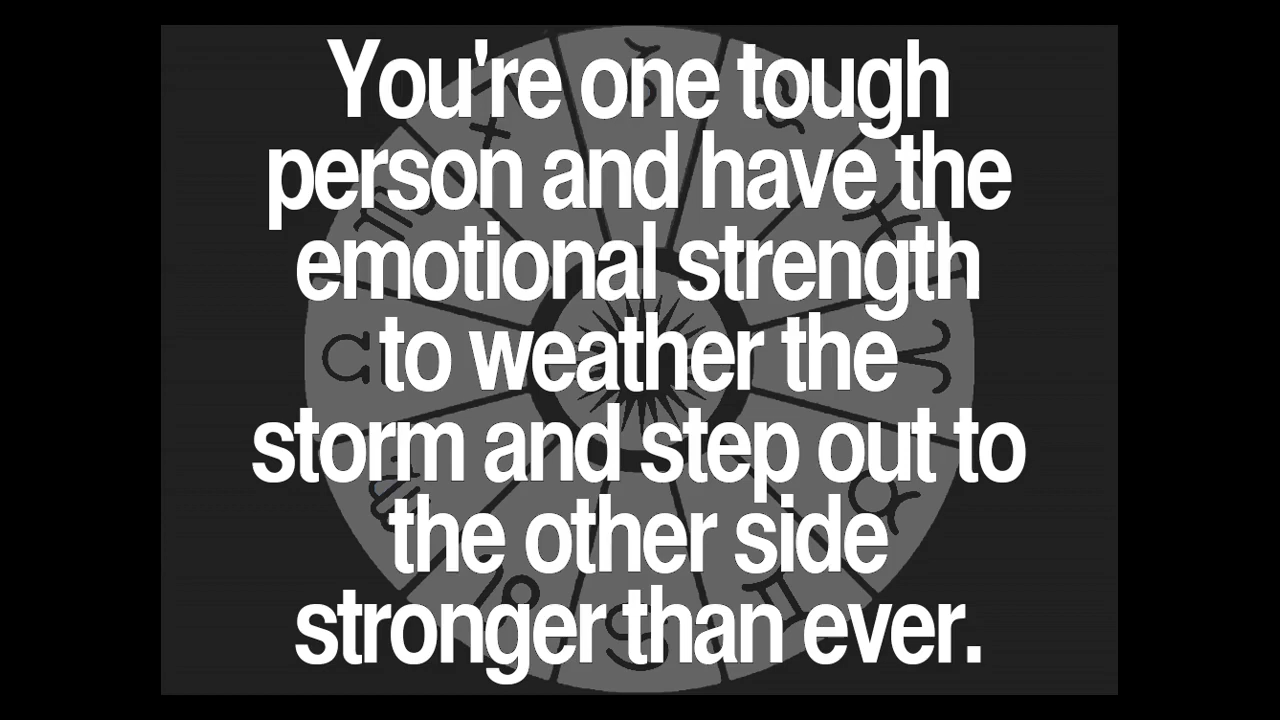 You're one tough
person and have the
emotional strength
to weather the
storm and step out to
the other side
stronger than ever.